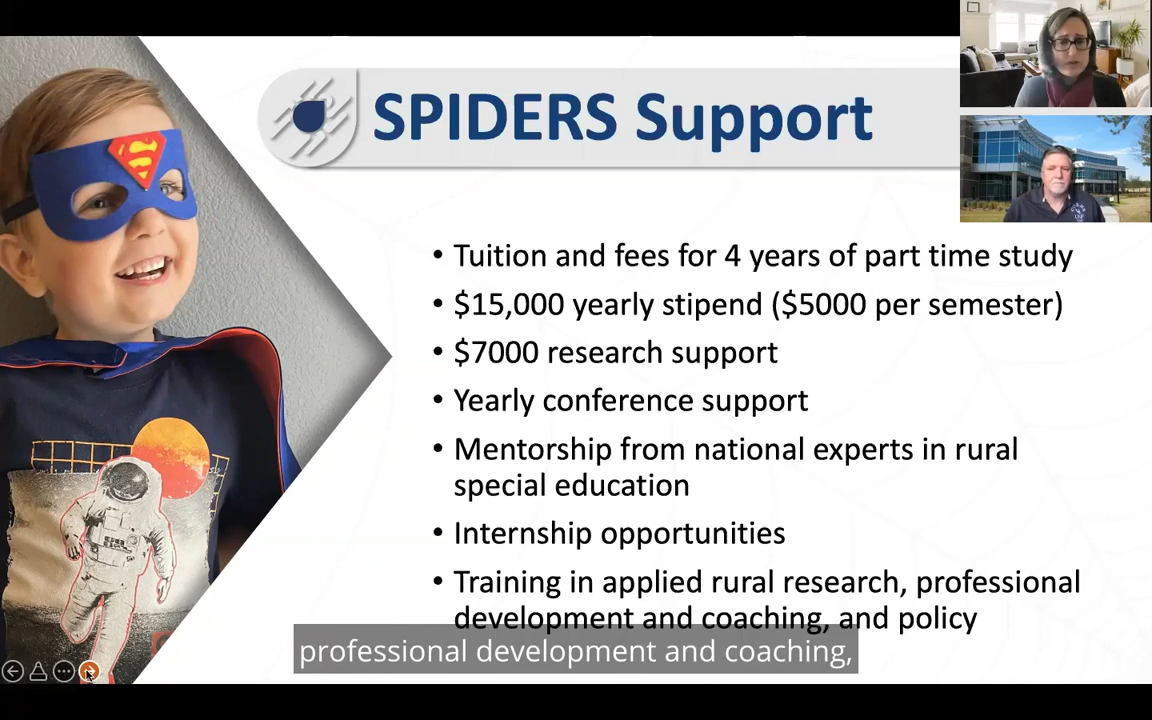 SPIDERS Support
• Tuition and fees for 4 years of part time study
• $15,000 yearly stipend ($5000 per semester)
• $7000 research support
• Yearly conference support
• Mentorship from national experts in rural
special education
• Internship opportunities
• Training in applied rural research, professional
development and coaching, and policy
professional development and coaching,